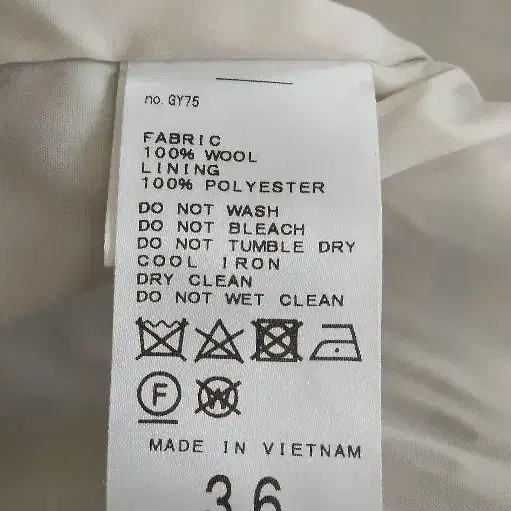 no. GY75
FABRIC
100% WOOL
LINING
100% POLYESTER
DO NOT WASH
DO NOT BLEACH
DO NOT TUMBLE DRY
COOL IRON
DRY CLEAN
DO NOT WET CLEAN
F W
MADE IN VIETNAM
36